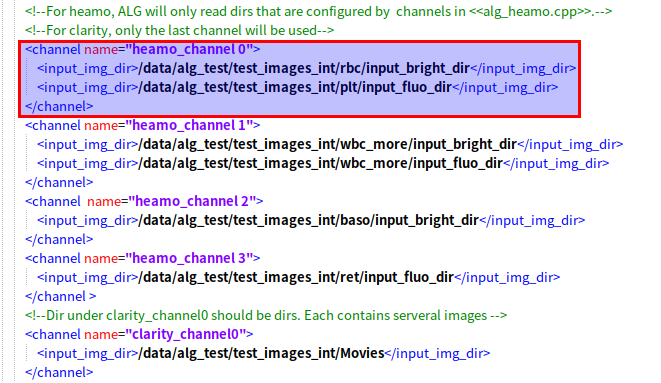 <!--For heamo, ALG will only read dirs that are configured by  channels in <<alg_heamo.cpp>>.-->
<!--For clarity, only the last channel will be used-->
<channel name="heamo_channel 0">
<input_img_dir>/data/alg_test/test_images_int/rbc/input_bright_dir</input_img_dir>
<input_img_dir>/data/alg_test/test_images_int/plt/input_fluo_dir</input_img_dir>
</channel>
<channel name="heamo_channel 1">
<input_img_dir>/data/alg_test/test_images_int/wbc_more/input_bright_dir</input_img_dir>
<input_img_dir>/data/alg_test/test_images_int/wbc_more/input_fluo_dir</input_img_dir>
</channel>
<channel  name="heamo_channel 2">
<input_img_dir>/data/alg_test/test_images_int/baso/input_bright_dir</input_img_dir>
</channel>
<channel name="heamo_channel 3">
<input_img_dir>/data/alg_test/test_images_int/ret/input_fluo_dir</input_img_dir>
</channel >
<!--Dir under clarity_channel0 should be dirs. Each contains serveral images -->
<channel name="clarity_channel0">
<input_img_dir>/data/alg_test/test_images_int/Movies</input_img_dir>
</channel>